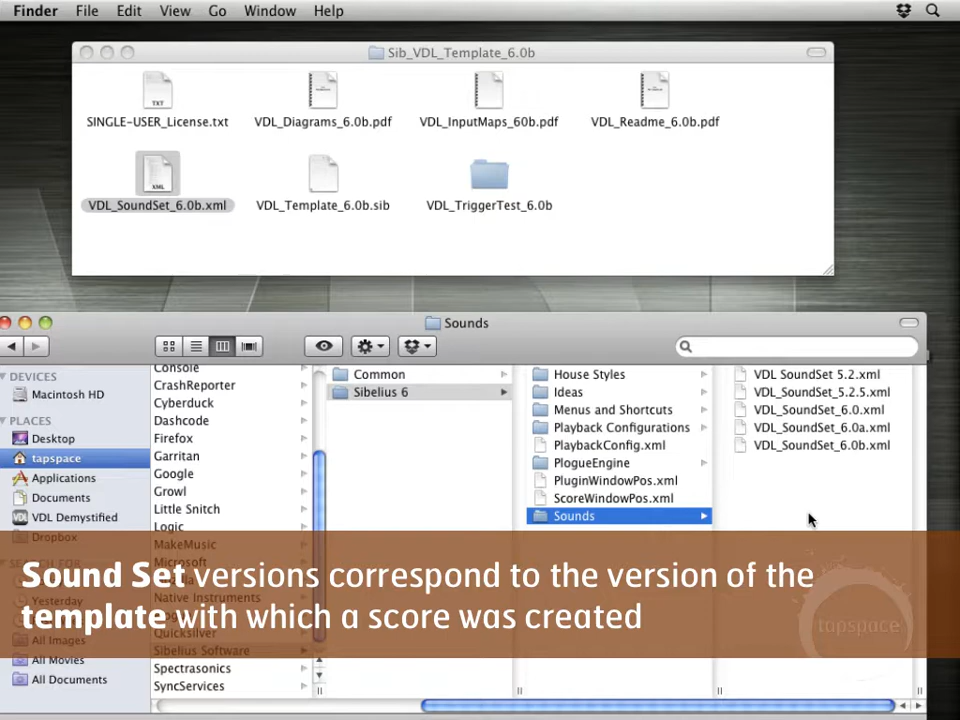 Finder File Edit View Go Window Help
Sib_VDL_Template_6.0b
TXT
SINGLE-USER_License.txt VDL_Diagrams_6.0b.pdf VDL_InputMaps_60b.pdf VDL_Readme_6.0b.pdf
XML
VDL_SoundSet_6.0b.xml VDL_Template_6.0b.sib VDL_TriggerTest_6.0b
Sounds
DEVICES
Macintosh HD
PLACES
Desktop
tapspace
Applications
Documents
VDL Demystified
Dropbox
SEARCH FOR
Yesterday
All Images
All Movies
All Documents
Console
CrashReporter
Cyberduck
Dashcode
Firefox
Garritan
Google
Growl
Little Snitch
Logic
MakeMusic
Microsoft
Native Instruments
Quicksilver
Sibelius Software
Spectrasonics
SyncServices
Common
Sibelius 6
House Styles
Ideas
Menus and Shortcuts
Playback Configurations
PlaybackConfig.xml
PlogueEngine
PluginWindowPos.xml
ScoreWindowPos.xml
Sounds
VDL SoundSet 5.2.xml
VDL_SoundSet_5.2.5.xml
VDL_SoundSet_6.0.xml
VDL_SoundSet_6.0a.xml
VDL_SoundSet_6.0b.xml
Sound Set versions correspond to the version of the
template with which a score was created
tapspace